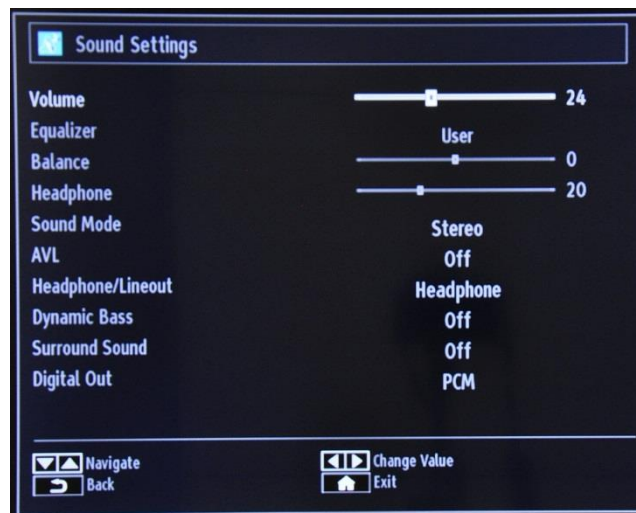 Sound Settings
Volume 24
Equalizer User
Balance 0
Headphone 20
Sound Mode Stereo
AVL Off
Headphone/Lineout Headphone
Dynamic Bass Off
Surround Sound Off
Digital Out PCM
Navigate Change Value
Back Exit